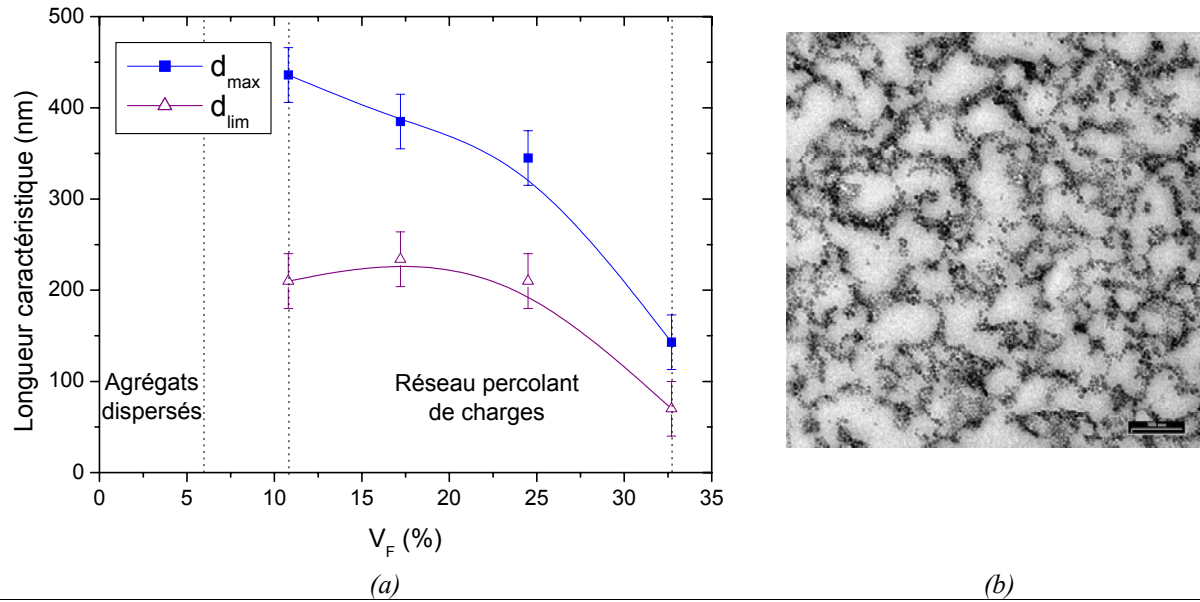 500
400
300
200
100
0
Longueur caractéristique (nm)
d max
d lim
Agrégats
dispersés
Réseau percolant
de charges
0 5 10 15 20 25 30 35
V F (%)
(a)
(b)